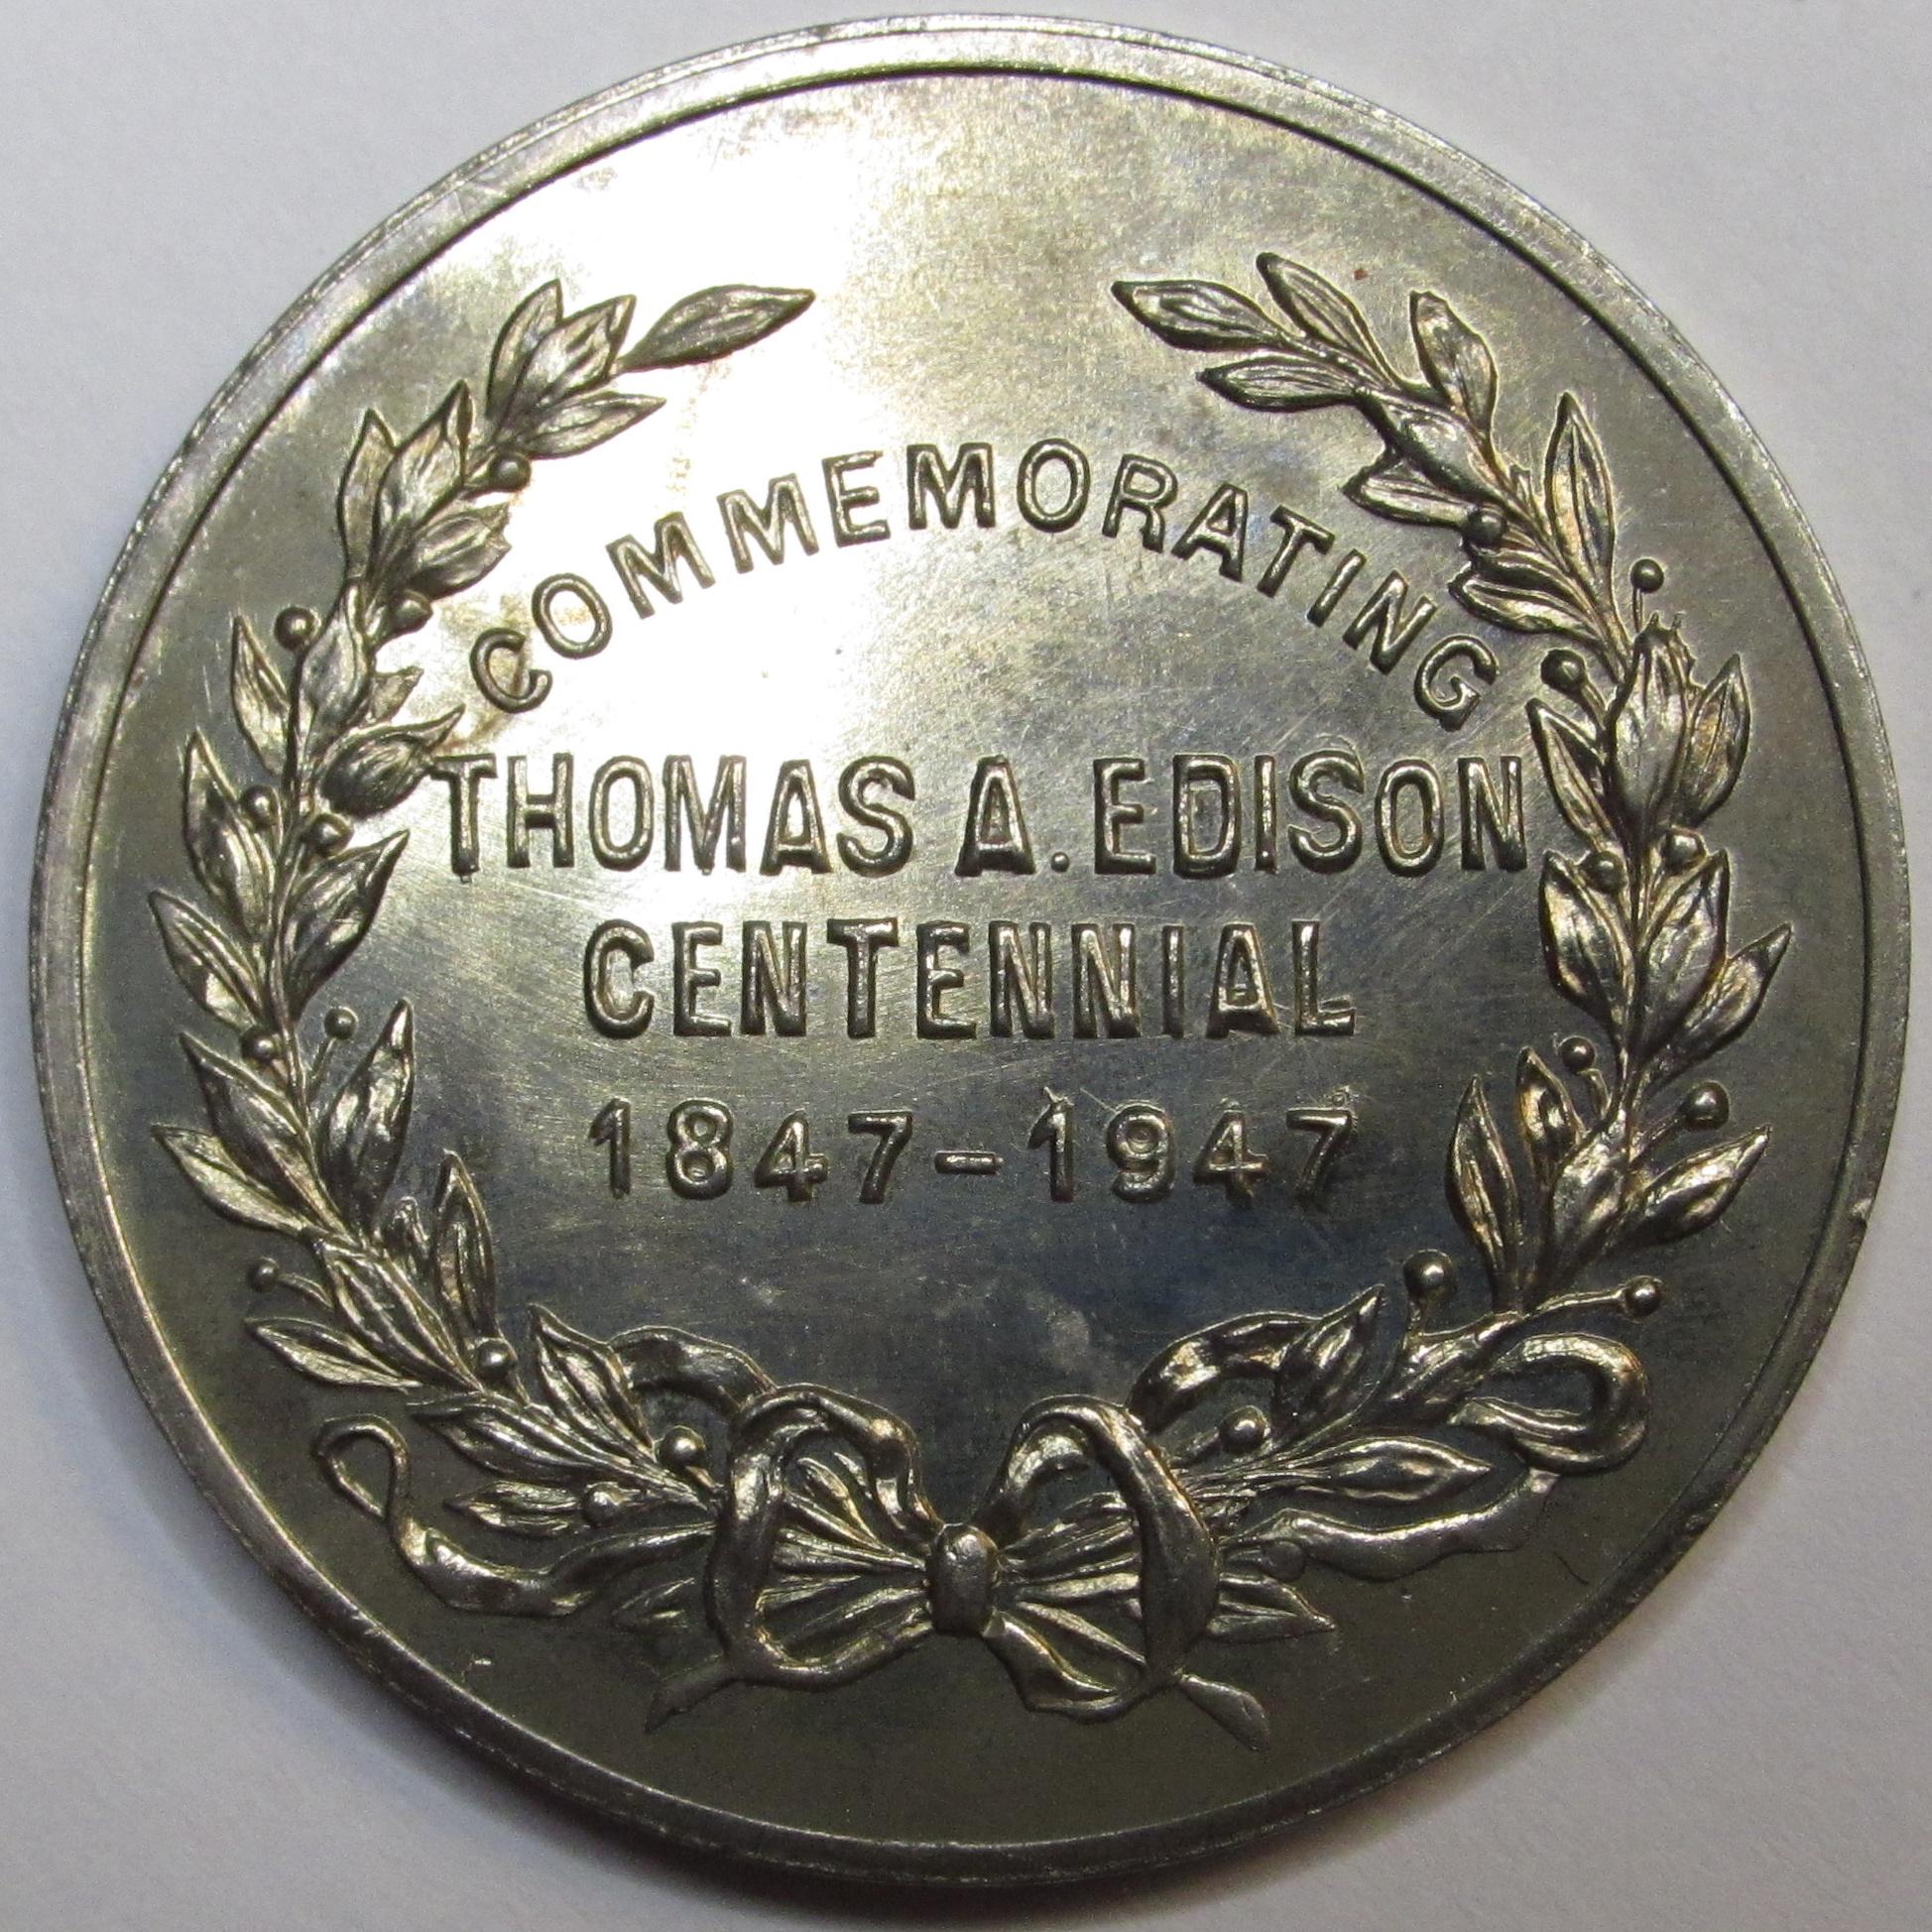 COMMEMORATING
THOMAS A. EDISON
CENTENNIAL
1847-1947